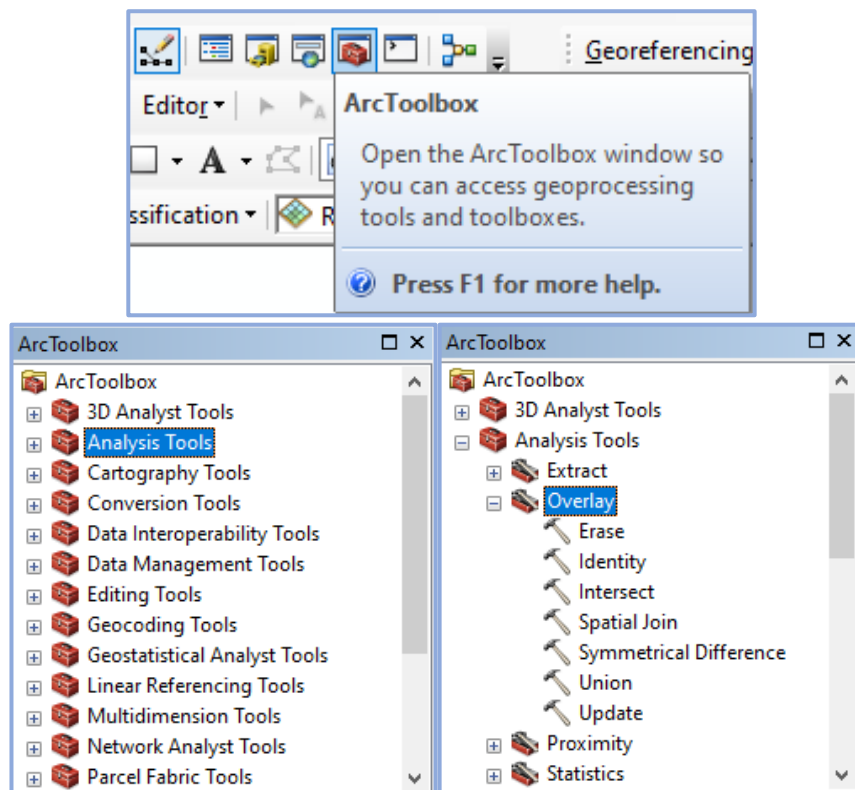 Georeferencing
Editor
ArcToolbox
A
Open the ArcToolbox window so
you can access geoprocessing
tools and toolboxes.
ssification
R
Press F1 for more help.
ArcToolbox
ArcToolbox
3D Analyst Tools
Analysis Tools
Cartography Tools
Conversion Tools
Data Interoperability Tools
Data Management Tools
Editing Tools
Geocoding Tools
Geostatistical Analyst Tools
Linear Referencing Tools
Multidimension Tools
Network Analyst Tools
Parcel Fabric Tools
ArcToolbox
ArcToolbox
3D Analyst Tools
Analysis Tools
Extract
Overlay
Erase
Identity
Intersect
Spatial Join
Symmetrical Difference
Union
Update
Proximity
Statistics